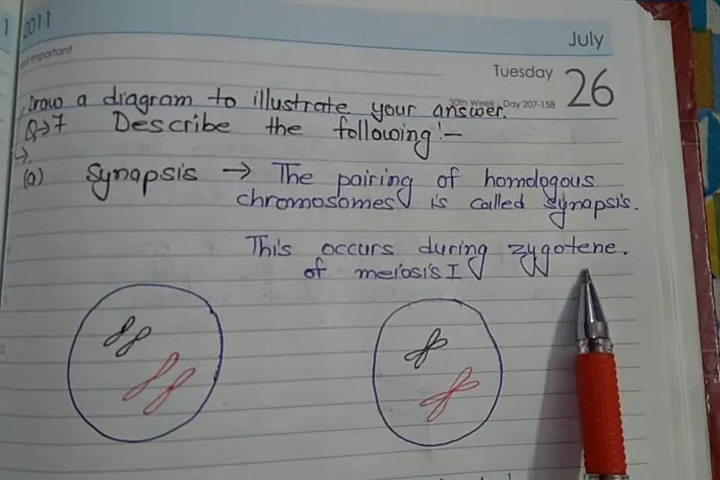 2011
July
important
Tuesday 26
30th Week Day 207-158
Draw a diagram to illustrate your answer.
Q→7 Describe the following:—
(a) Synapsis → The pairing of homologous
chromosomes is called synapsis.
This occurs during zygotene.
of meiosis I